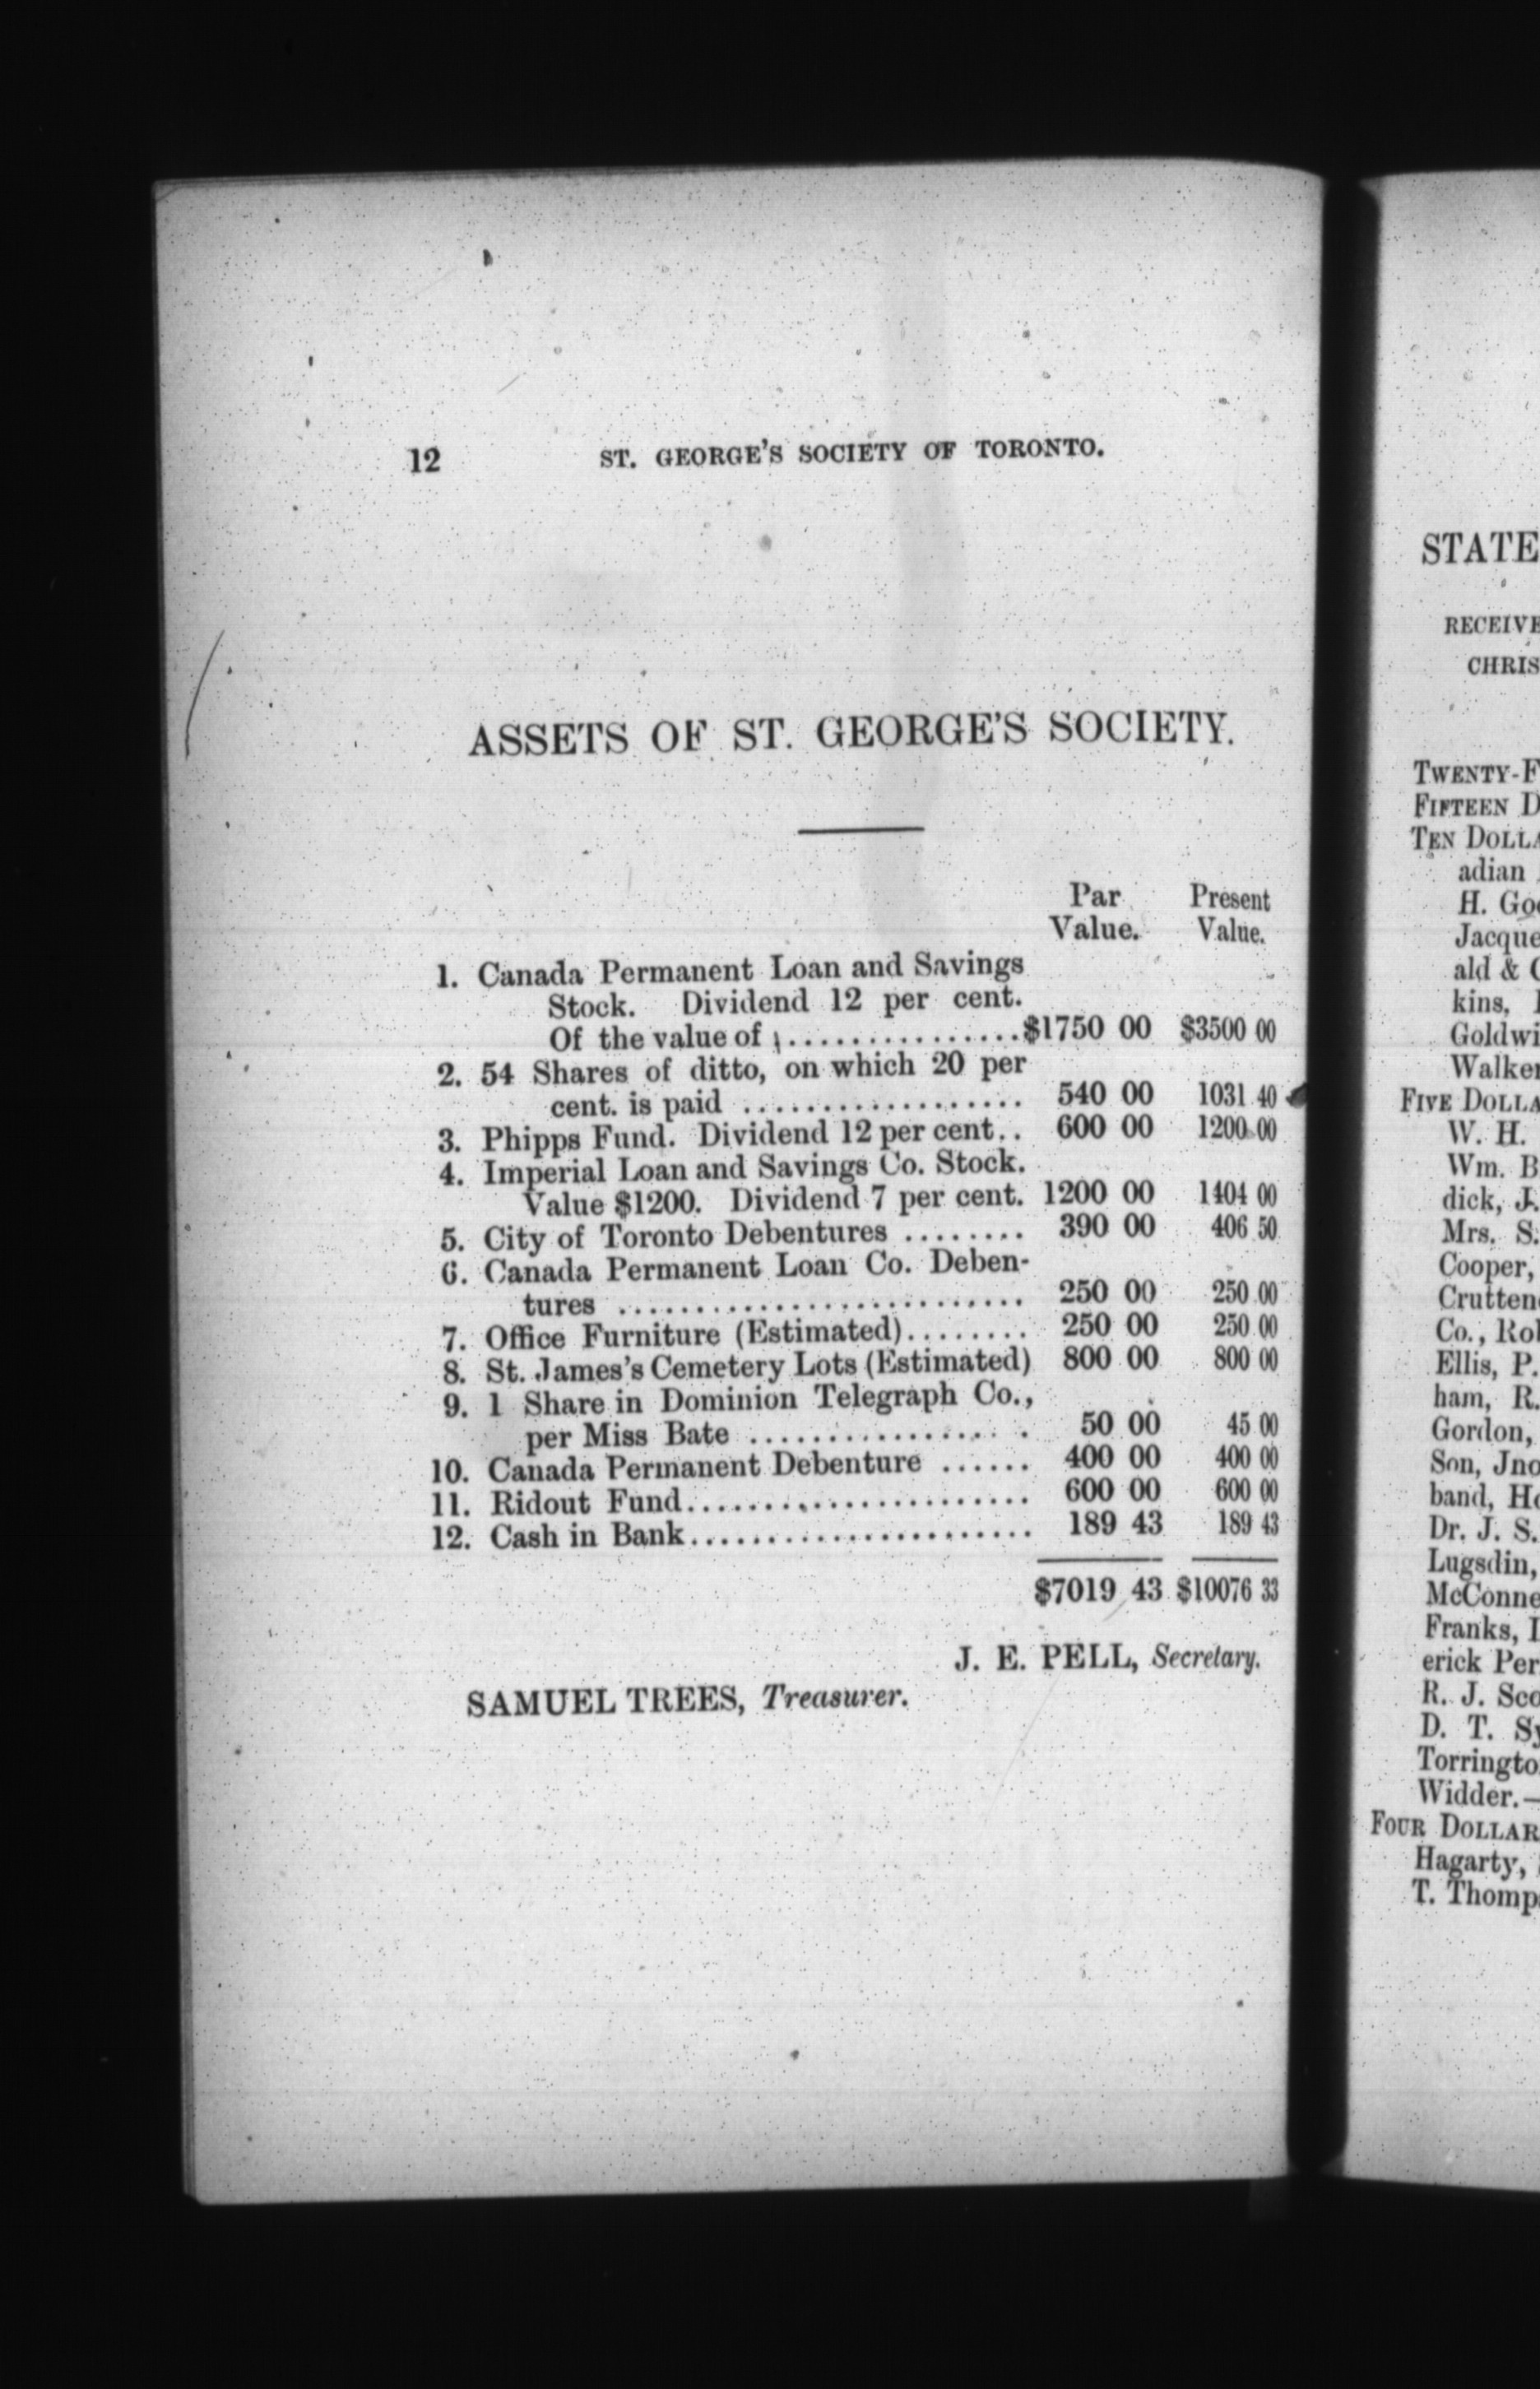 12 ST. GEORGE'S SOCIETY OF TORONTO.
ASSETS OF ST. GEORGE'S SOCIETY.
Par Present
Value. Value.
1. Canada Permanent Loan and Savings
Stock. Dividend 12 per cent.
Of the value of ................$1750 00 $3500 00
2. 54 Shares of ditto, on which 20 per
cent. is paid .................. 540 00 1031 40
3. Phipps Fund. Dividend 12 per cent.. 600 00 1200 00
4. Imperial Loan and Savings Co. Stock.
Value $1200. Dividend 7 per cent. 1200 00 1404 00
5. City of Toronto Debentures ........ 390 00 406 50
6. Canada Permanent Loan Co. Deben-
tures .......................... 250 00 250 00
7. Office Furniture (Estimated)........ 250 00 250 00
8. St. James's Cemetery Lots (Estimated) 800 00 800 00
9. 1 Share in Dominion Telegraph Co.,
per Miss Bate .................. 50 00 45 00
10. Canada Permanent Debenture ...... 400 00 400 00
11. Ridout Fund...................... 600 00 600 00
12. Cash in Bank...................... 189 43 189 43
$7019 43 $10076 33
J. E. PELL, Secretary.
SAMUEL TREES, Treasurer.
STATE
RECEIVE
CHRIS
TWENTY-F
FIFTEEN D
TEN DOLLA
adian
H. Goo
Jacque
ald & C
kins,
Goldwi
Walker
FIVE DOLLA
W. H.
Wm. B
dick, J.
Mrs. S.
Cooper,
Crutten
Co., Rol
Ellis, P.
ham, R.
Gordon,
Son, Jno
band, Ho
Dr. J. S.
Lugsdin,
McConne
Franks, I
erick Per
R. J. Sco
D. T. Sy
Torringto
Widder.—
FOUR DOLLAR
Hagarty,
T. Thomp